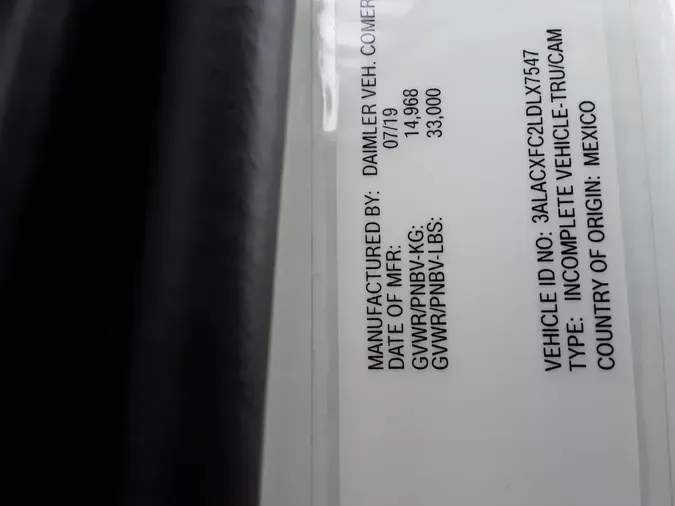 MANUFACTURED BY: DAIMLER VEH. COMER
DATE OF MFR: 07/19
GVWR/PNBV-KG: 14,968
GVWR/PNBV-LBS: 33,000
VEHICLE ID NO: 3ALACXFC2LDLX7547
TYPE: INCOMPLETE VEHICLE-TRU/CAM
COUNTRY OF ORIGIN: MEXICO